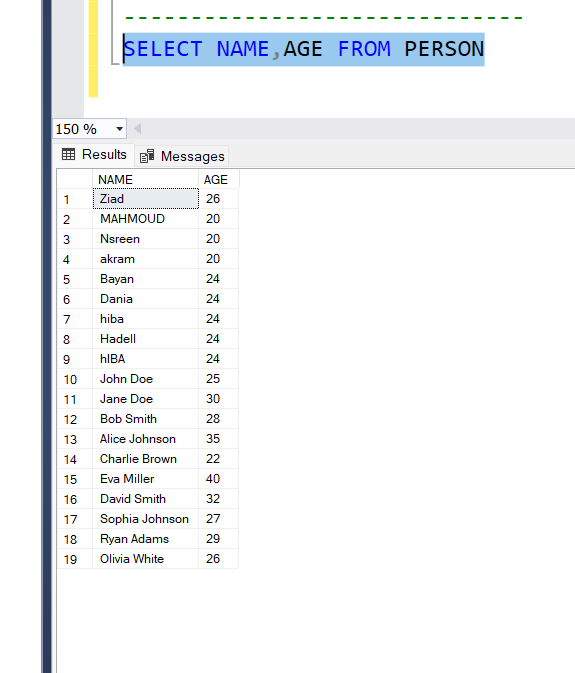 -----------------------------
SELECT NAME,AGE FROM PERSON
150 %
Results Messages
NAME AGE
1 Ziad 26
2 MAHMOUD 20
3 Nsreen 20
4 akram 20
5 Bayan 24
6 Dania 24
7 hiba 24
8 Hadell 24
9 hIBA 24
10 John Doe 25
11 Jane Doe 30
12 Bob Smith 28
13 Alice Johnson 35
14 Charlie Brown 22
15 Eva Miller 40
16 David Smith 32
17 Sophia Johnson 27
18 Ryan Adams 29
19 Olivia White 26